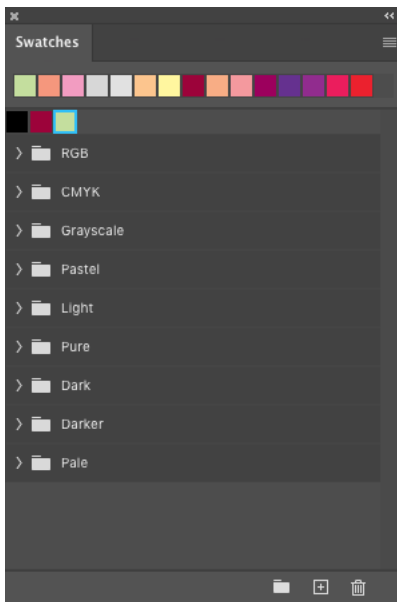 Swatches
RGB
CMYK
Grayscale
Pastel
Light
Pure
Dark
Darker
Pale